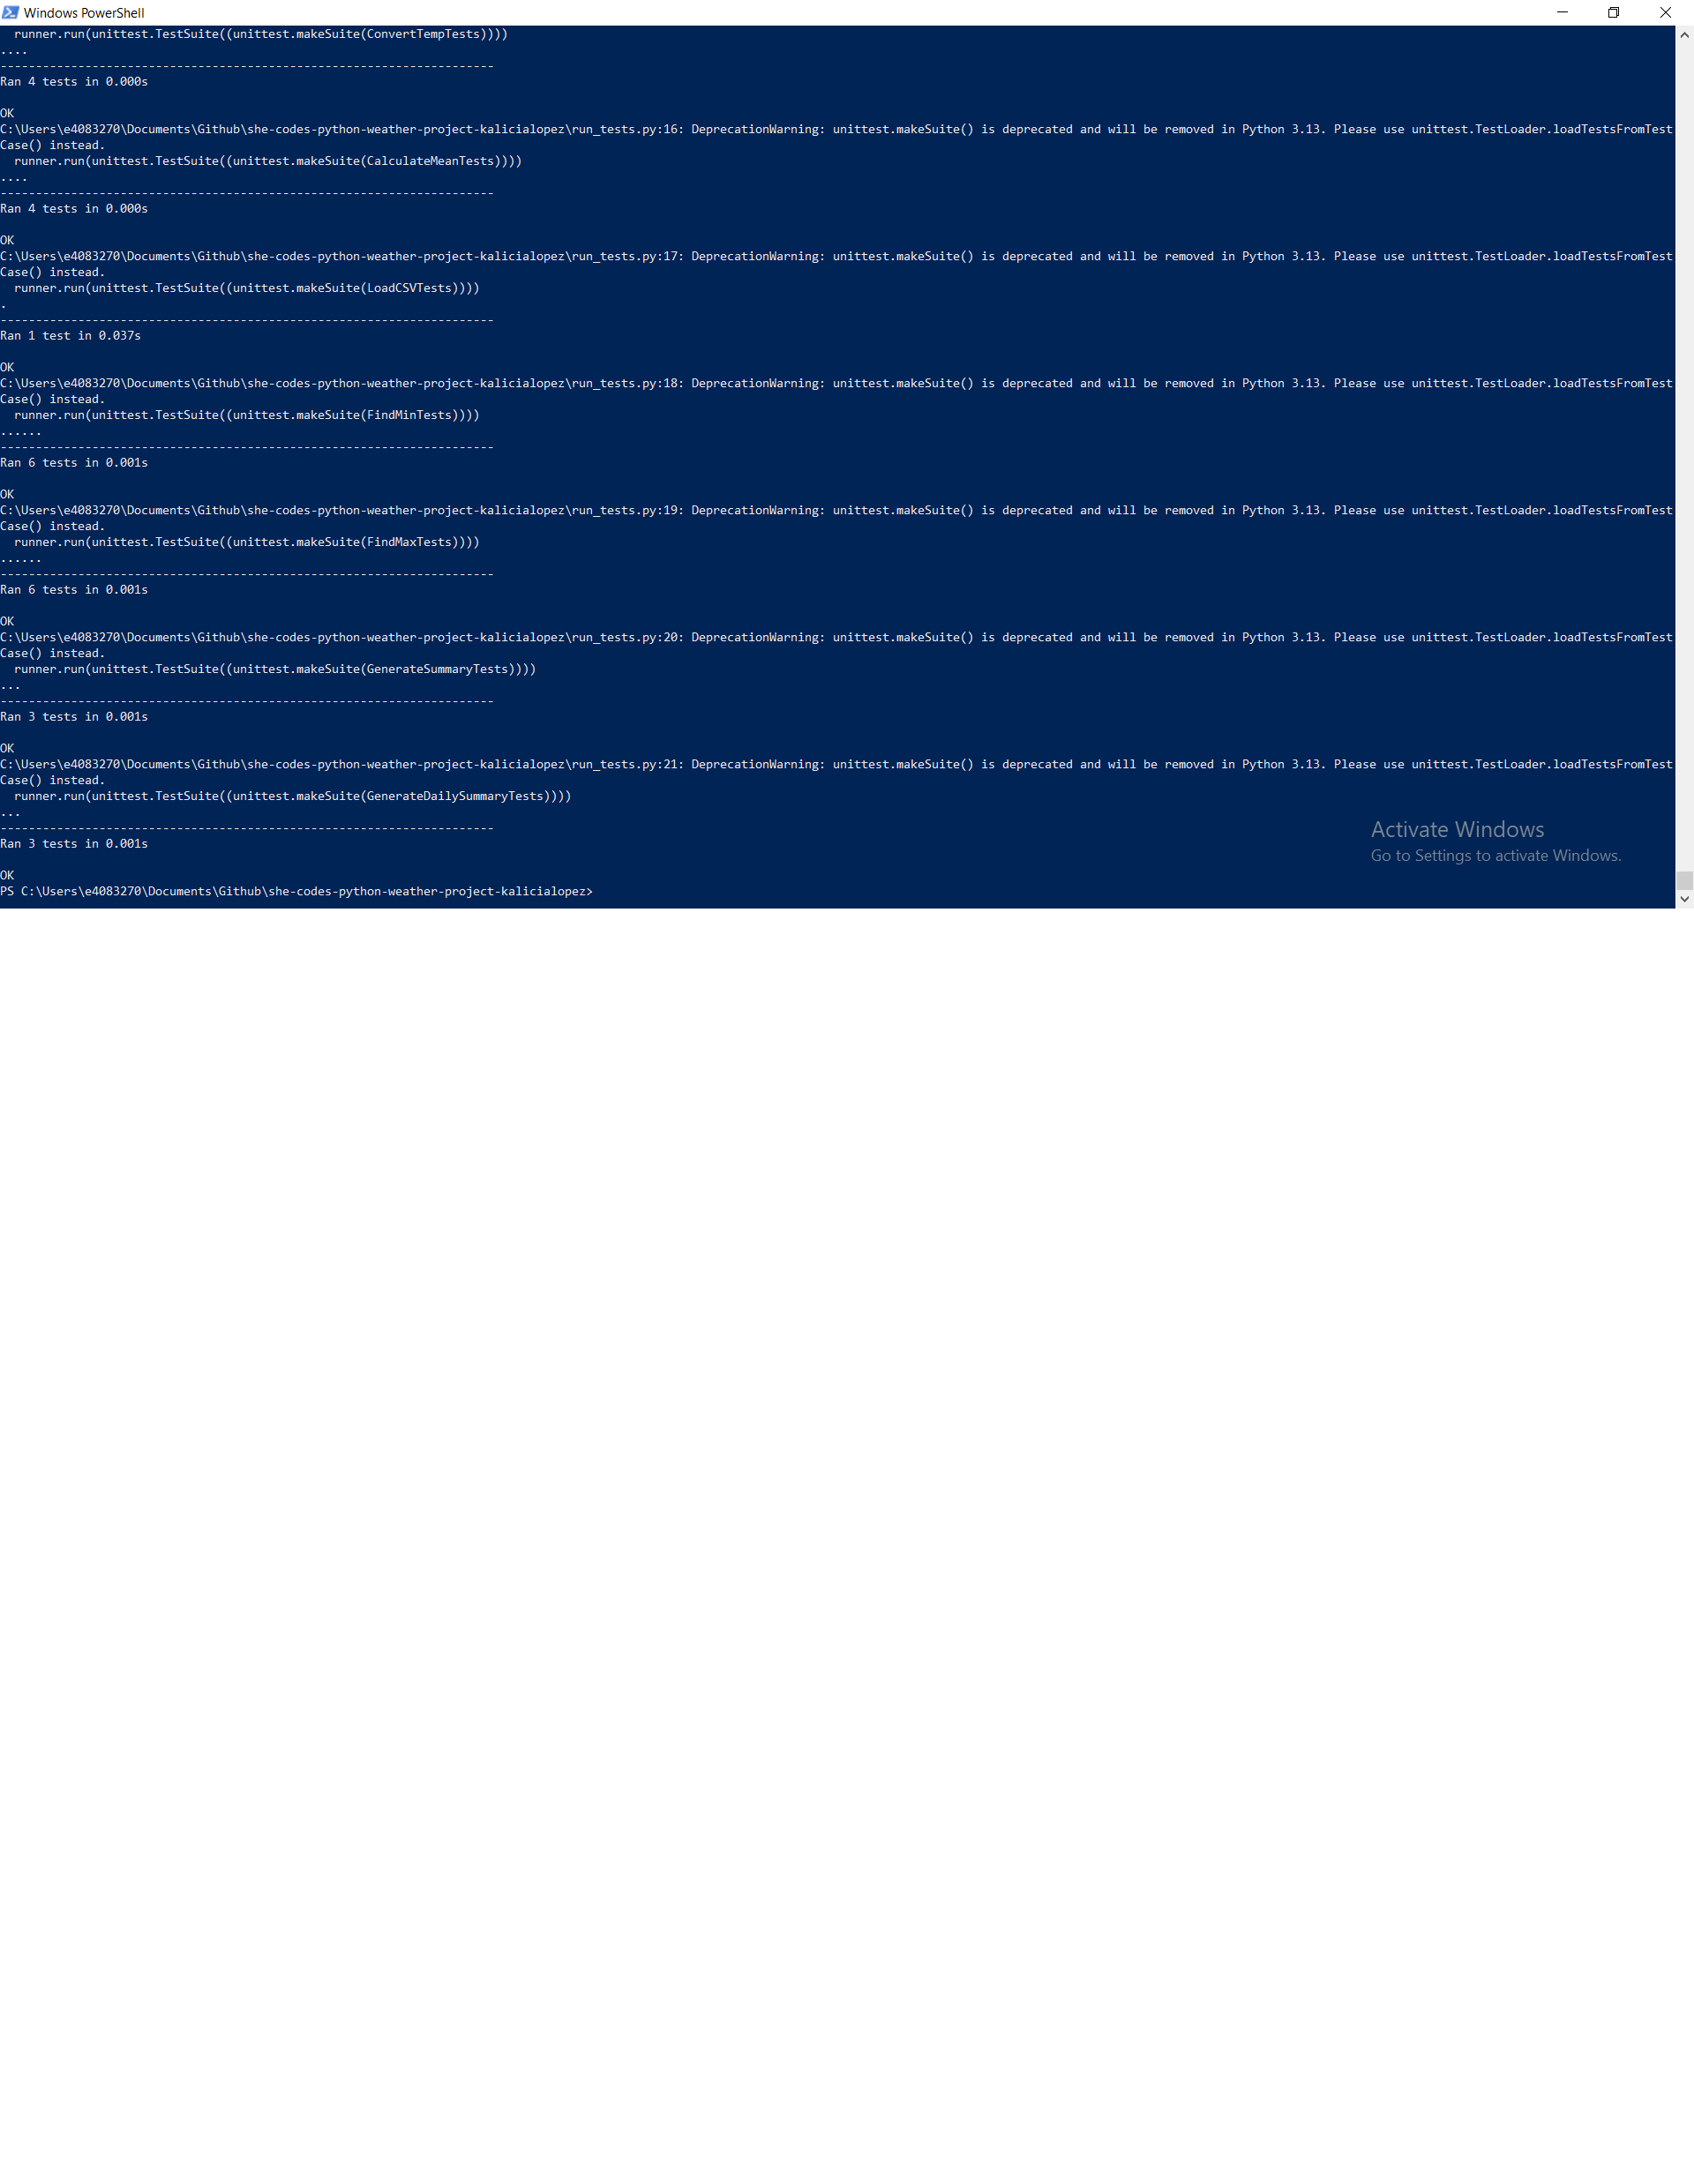 Windows PowerShell
  runner.run(unittest.TestSuite((unittest.makeSuite(ConvertTempTests))))
....
----------------------------------------------------------------------
Ran 4 tests in 0.000s

OK
C:\Users\e4083270\Documents\Github\she-codes-python-weather-project-kalicialopez\run_tests.py:16: DeprecationWarning: unittest.makeSuite() is deprecated and will be removed in Python 3.13. Please use unittest.TestLoader.loadTestsFromTest
Case() instead.
  runner.run(unittest.TestSuite((unittest.makeSuite(CalculateMeanTests))))
....
----------------------------------------------------------------------
Ran 4 tests in 0.000s

OK
C:\Users\e4083270\Documents\Github\she-codes-python-weather-project-kalicialopez\run_tests.py:17: DeprecationWarning: unittest.makeSuite() is deprecated and will be removed in Python 3.13. Please use unittest.TestLoader.loadTestsFromTest
Case() instead.
  runner.run(unittest.TestSuite((unittest.makeSuite(LoadCSVTests))))
.
----------------------------------------------------------------------
Ran 1 test in 0.037s

OK
C:\Users\e4083270\Documents\Github\she-codes-python-weather-project-kalicialopez\run_tests.py:18: DeprecationWarning: unittest.makeSuite() is deprecated and will be removed in Python 3.13. Please use unittest.TestLoader.loadTestsFromTest
Case() instead.
  runner.run(unittest.TestSuite((unittest.makeSuite(FindMinTests))))
......
----------------------------------------------------------------------
Ran 6 tests in 0.001s

OK
C:\Users\e4083270\Documents\Github\she-codes-python-weather-project-kalicialopez\run_tests.py:19: DeprecationWarning: unittest.makeSuite() is deprecated and will be removed in Python 3.13. Please use unittest.TestLoader.loadTestsFromTest
Case() instead.
  runner.run(unittest.TestSuite((unittest.makeSuite(FindMaxTests))))
......
----------------------------------------------------------------------
Ran 6 tests in 0.001s

OK
C:\Users\e4083270\Documents\Github\she-codes-python-weather-project-kalicialopez\run_tests.py:20: DeprecationWarning: unittest.makeSuite() is deprecated and will be removed in Python 3.13. Please use unittest.TestLoader.loadTestsFromTest
Case() instead.
  runner.run(unittest.TestSuite((unittest.makeSuite(GenerateSummaryTests))))
...
----------------------------------------------------------------------
Ran 3 tests in 0.001s

OK
C:\Users\e4083270\Documents\Github\she-codes-python-weather-project-kalicialopez\run_tests.py:21: DeprecationWarning: unittest.makeSuite() is deprecated and will be removed in Python 3.13. Please use unittest.TestLoader.loadTestsFromTest
Case() instead.
  runner.run(unittest.TestSuite((unittest.makeSuite(GenerateDailySummaryTests))))
...
----------------------------------------------------------------------
Ran 3 tests in 0.001s

OK
PS C:\Users\e4083270\Documents\Github\she-codes-python-weather-project-kalicialopez>
Activate Windows
Go to Settings to activate Windows.